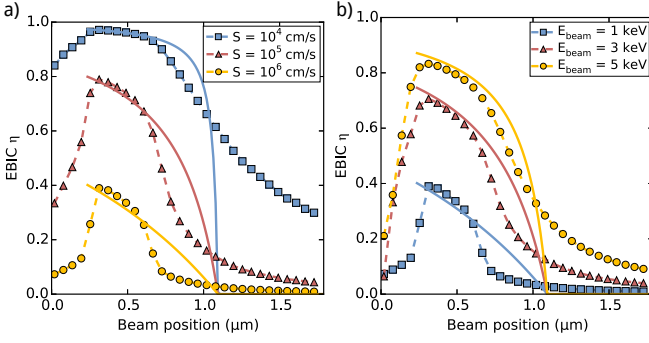 a)
S = 10⁴ cm/s
S = 10⁵ cm/s
S = 10⁶ cm/s
EBIC η
1.0
0.8
0.6
0.4
0.2
0.0
0.0 0.5 1.0 1.5
Beam position (μm)
b)
E_beam = 1 keV
E_beam = 3 keV
E_beam = 5 keV
EBIC η
1.0
0.8
0.6
0.4
0.2
0.0
0.0 0.5 1.0 1.5
Beam position (μm)